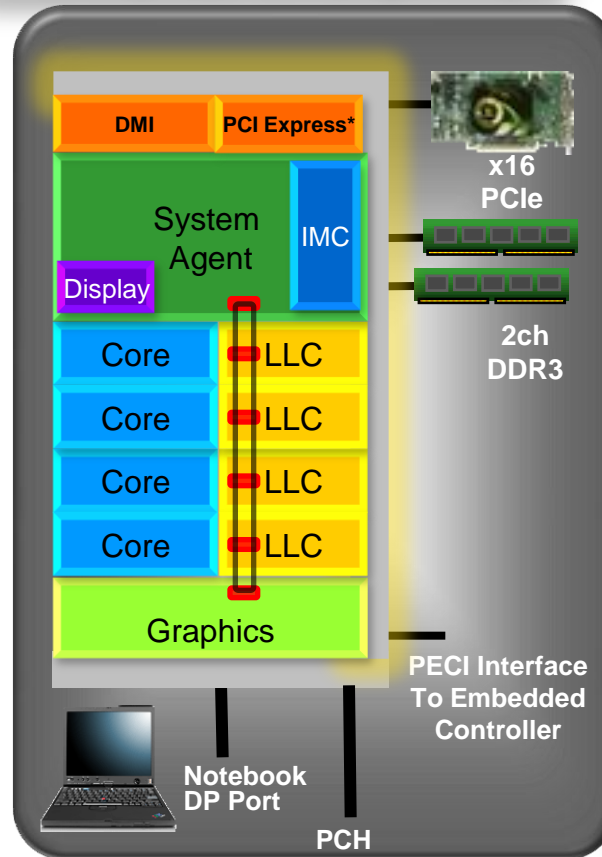 DMI
PCI Express*
System
Agent
IMC
Display
Core
LLC
Core
LLC
Core
LLC
Core
LLC
Graphics
x16
PCIe
2ch
DDR3
PECI Interface
To Embedded
Controller
Notebook
DP Port
PCH